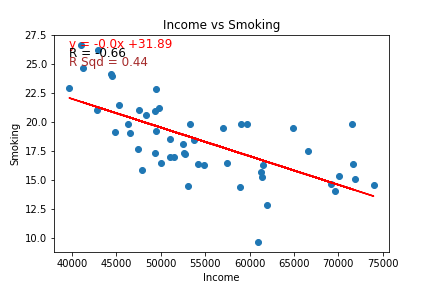 Income vs Smoking
y = -0.0x +31.89
R = -0.66
R Sqd = 0.44
Smoking
27.5
25.0
22.5
20.0
17.5
15.0
12.5
10.0
40000 45000 50000 55000 60000 65000 70000 75000
Income